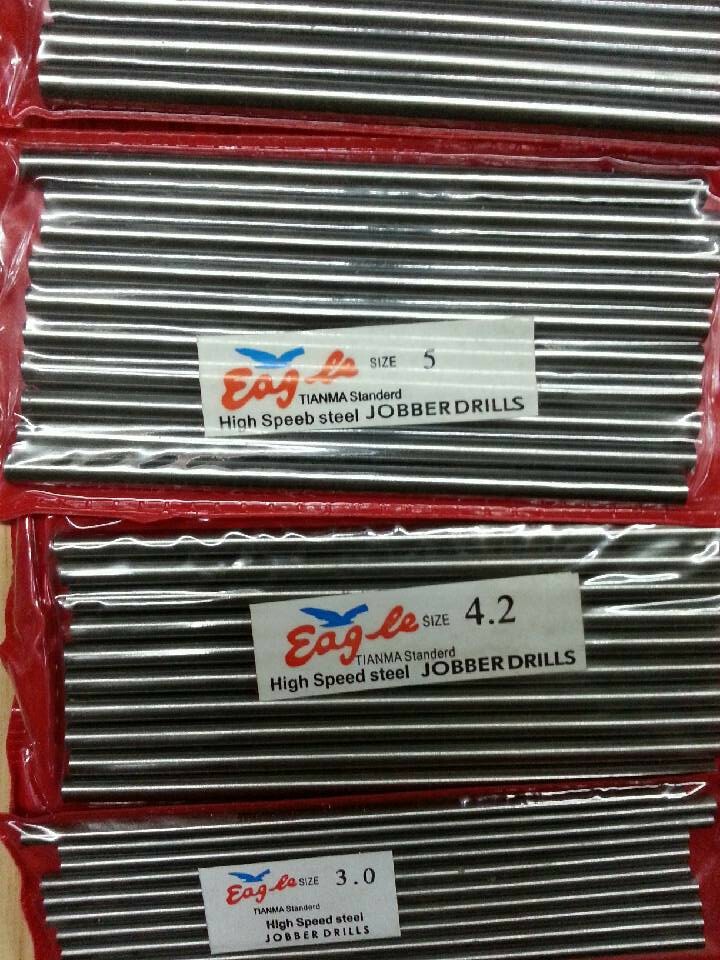 Eagle SIZE 5
TIANMA Standerd
High Speeb steel JOBBER DRILLS
Eagle SIZE 4.2
TIANMA Standerd
High Speed steel JOBBER DRILLS
Eagle SIZE 3.0
TIANMA Standerd
High Speed steel
JOBBER DRILLS